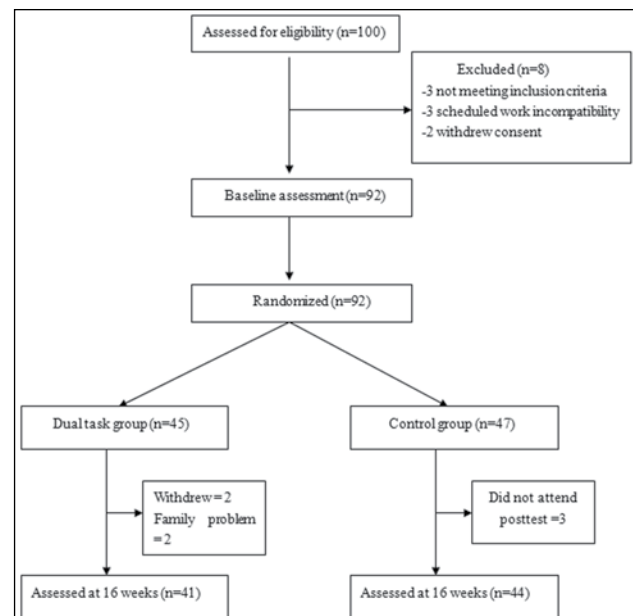 Assessed for eligibility (n=100)
Excluded (n=8)
-3 not meeting inclusion criteria
-3 scheduled work incompatibility
-2 withdrew consent
Baseline assessment (n=92)
Randomized (n=92)
Dual task group (n=45)
Control group (n=47)
Withdrew = 2
Family problem
= 2
Did not attend
posttest =3
Assessed at 16 weeks (n=41)
Assessed at 16 weeks (n=44)